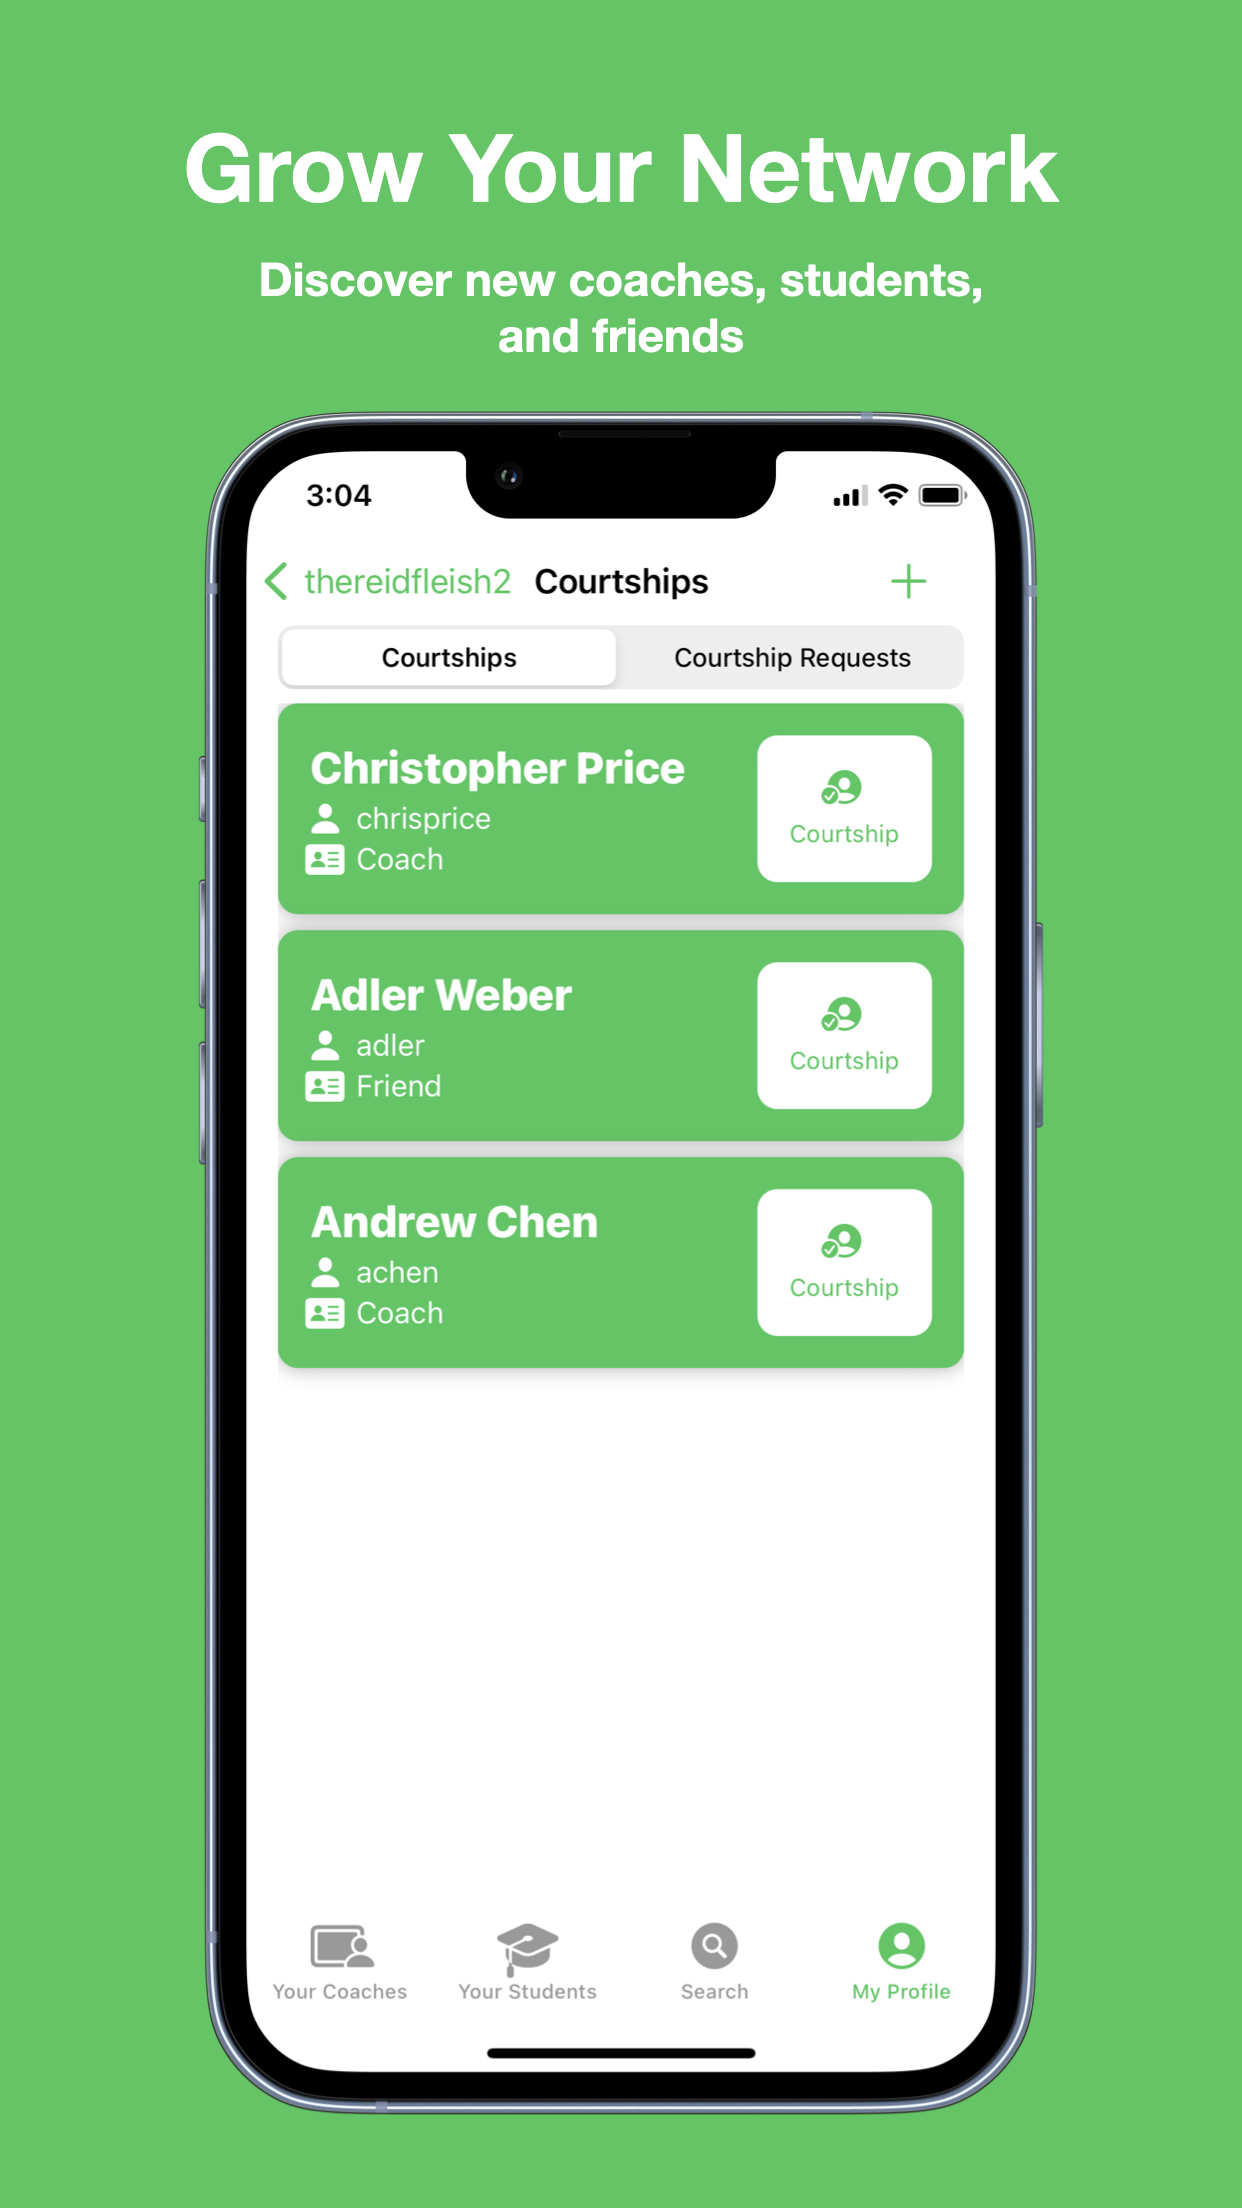 Grow Your Network
Discover new coaches, students,
and friends
3:04
thereidfleish2 Courtships
Courtships Courtship Requests
Christopher Price
chrisprice
Coach
Courtship
Adler Weber
adler
Friend
Courtship
Andrew Chen
achen
Coach
Courtship
Your Coaches Your Students Search My Profile